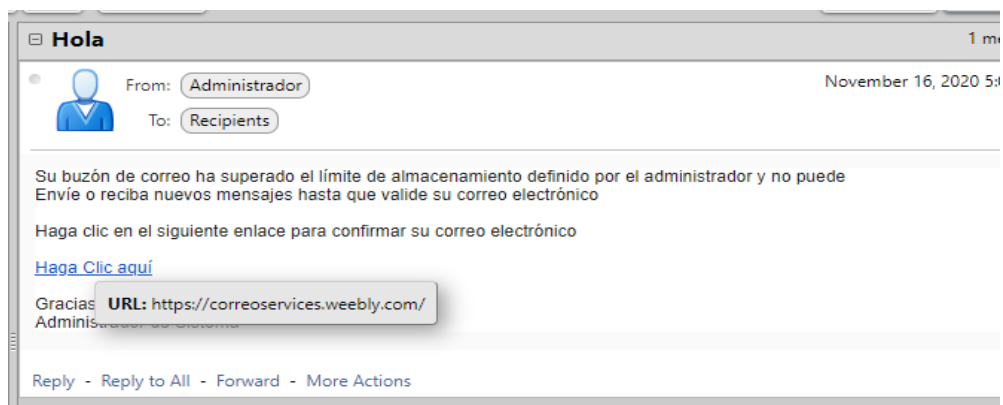 Hola
1 me
From: Administrador
November 16, 2020 5:
To: Recipients
Su buzón de correo ha superado el límite de almacenamiento definido por el administrador y no puede
Envíe o reciba nuevos mensajes hasta que valide su correo electrónico
Haga clic en el siguiente enlace para confirmar su correo electrónico
Haga Clic aquí
URL: https://correoservices.weebly.com/
Gracias
Reply - Reply to All - Forward - More Actions